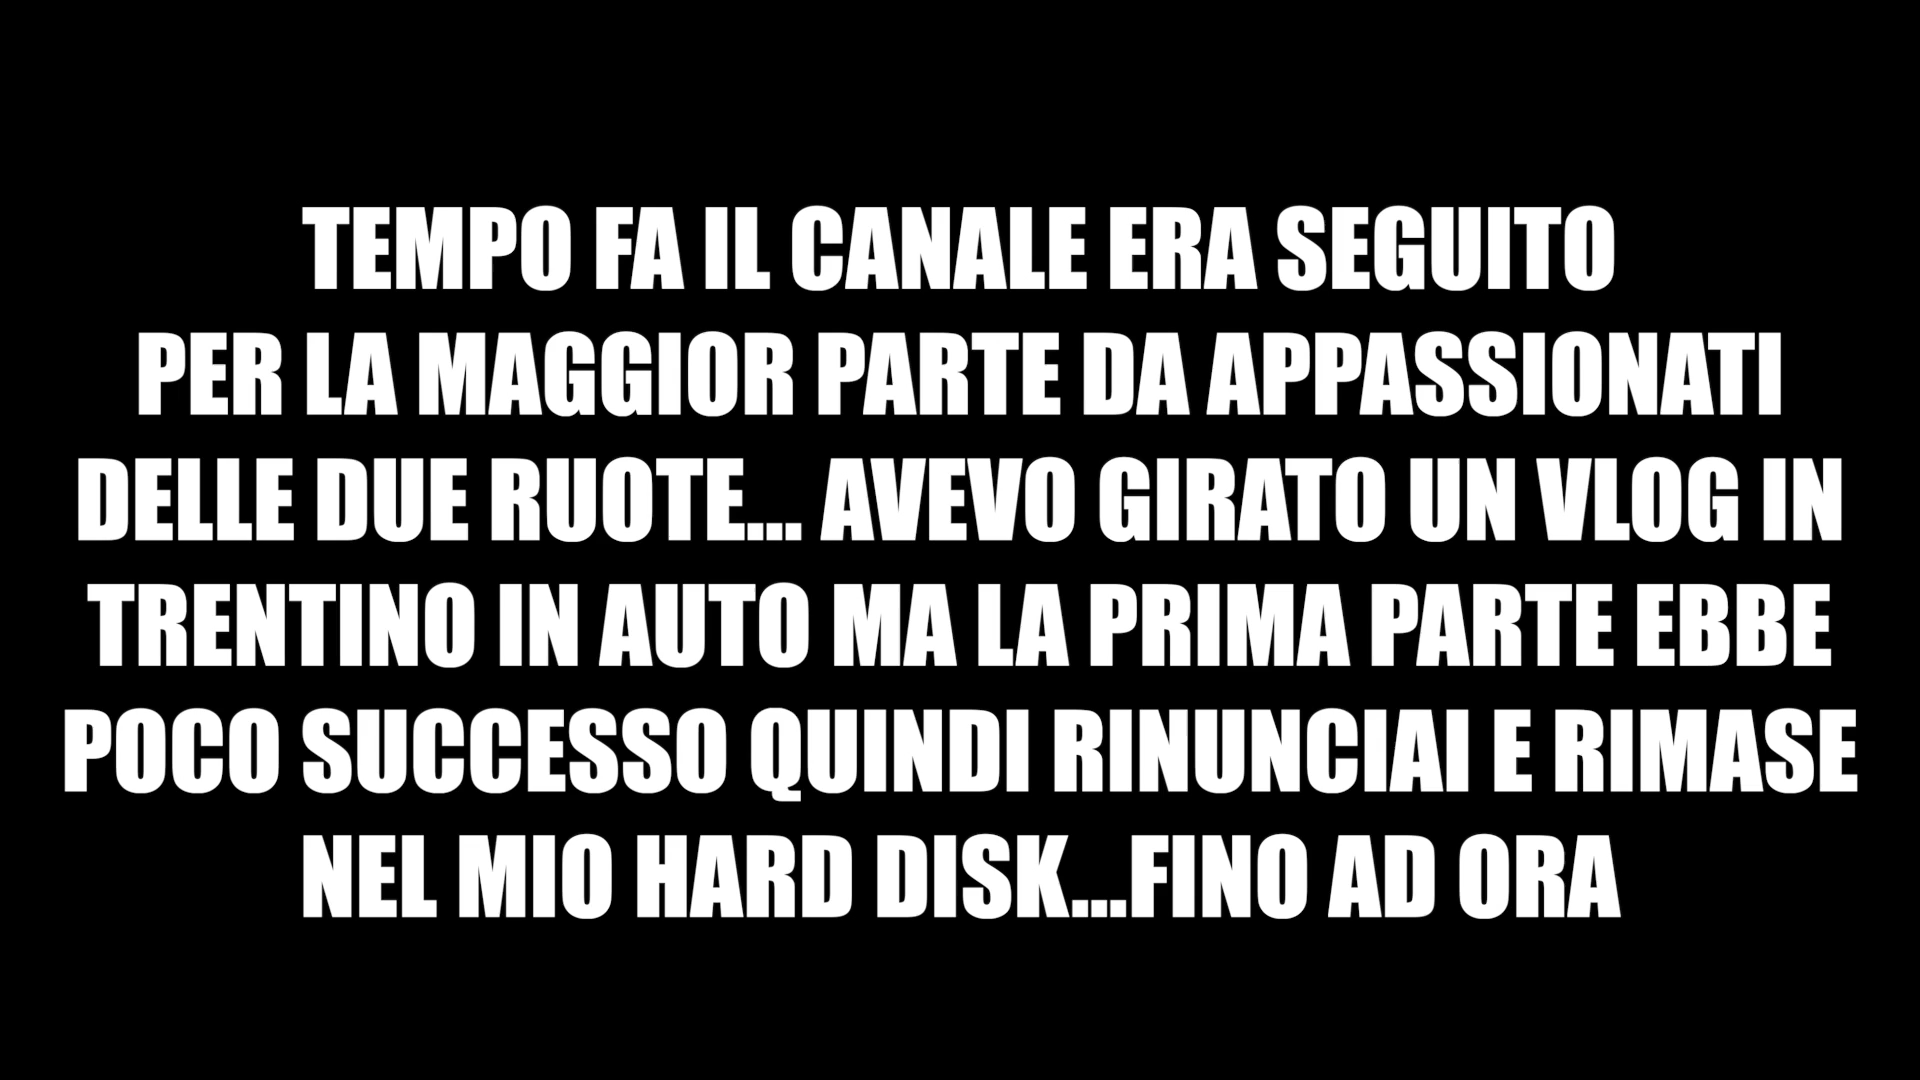 TEMPO FA IL CANALE ERA SEGUITO
PER LA MAGGIOR PARTE DA APPASSIONATI
DELLE DUE RUOTE... AVEVO GIRATO UN VLOG IN
TRENTINO IN AUTO MA LA PRIMA PARTE EBBE
POCO SUCCESSO QUINDI RINUNCIAI E RIMASE
NEL MIO HARD DISK...FINO AD ORA